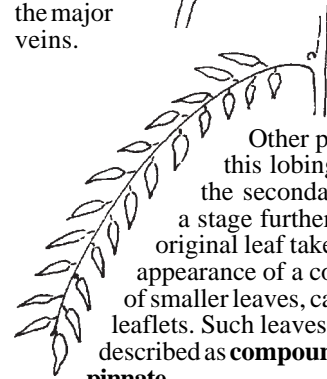 the major
veins.
Other p
this lobing
the seconda
a stage further
original leaf take
appearance of a co
of smaller leaves, ca
leaflets. Such leaves
described as compoun
pinnate